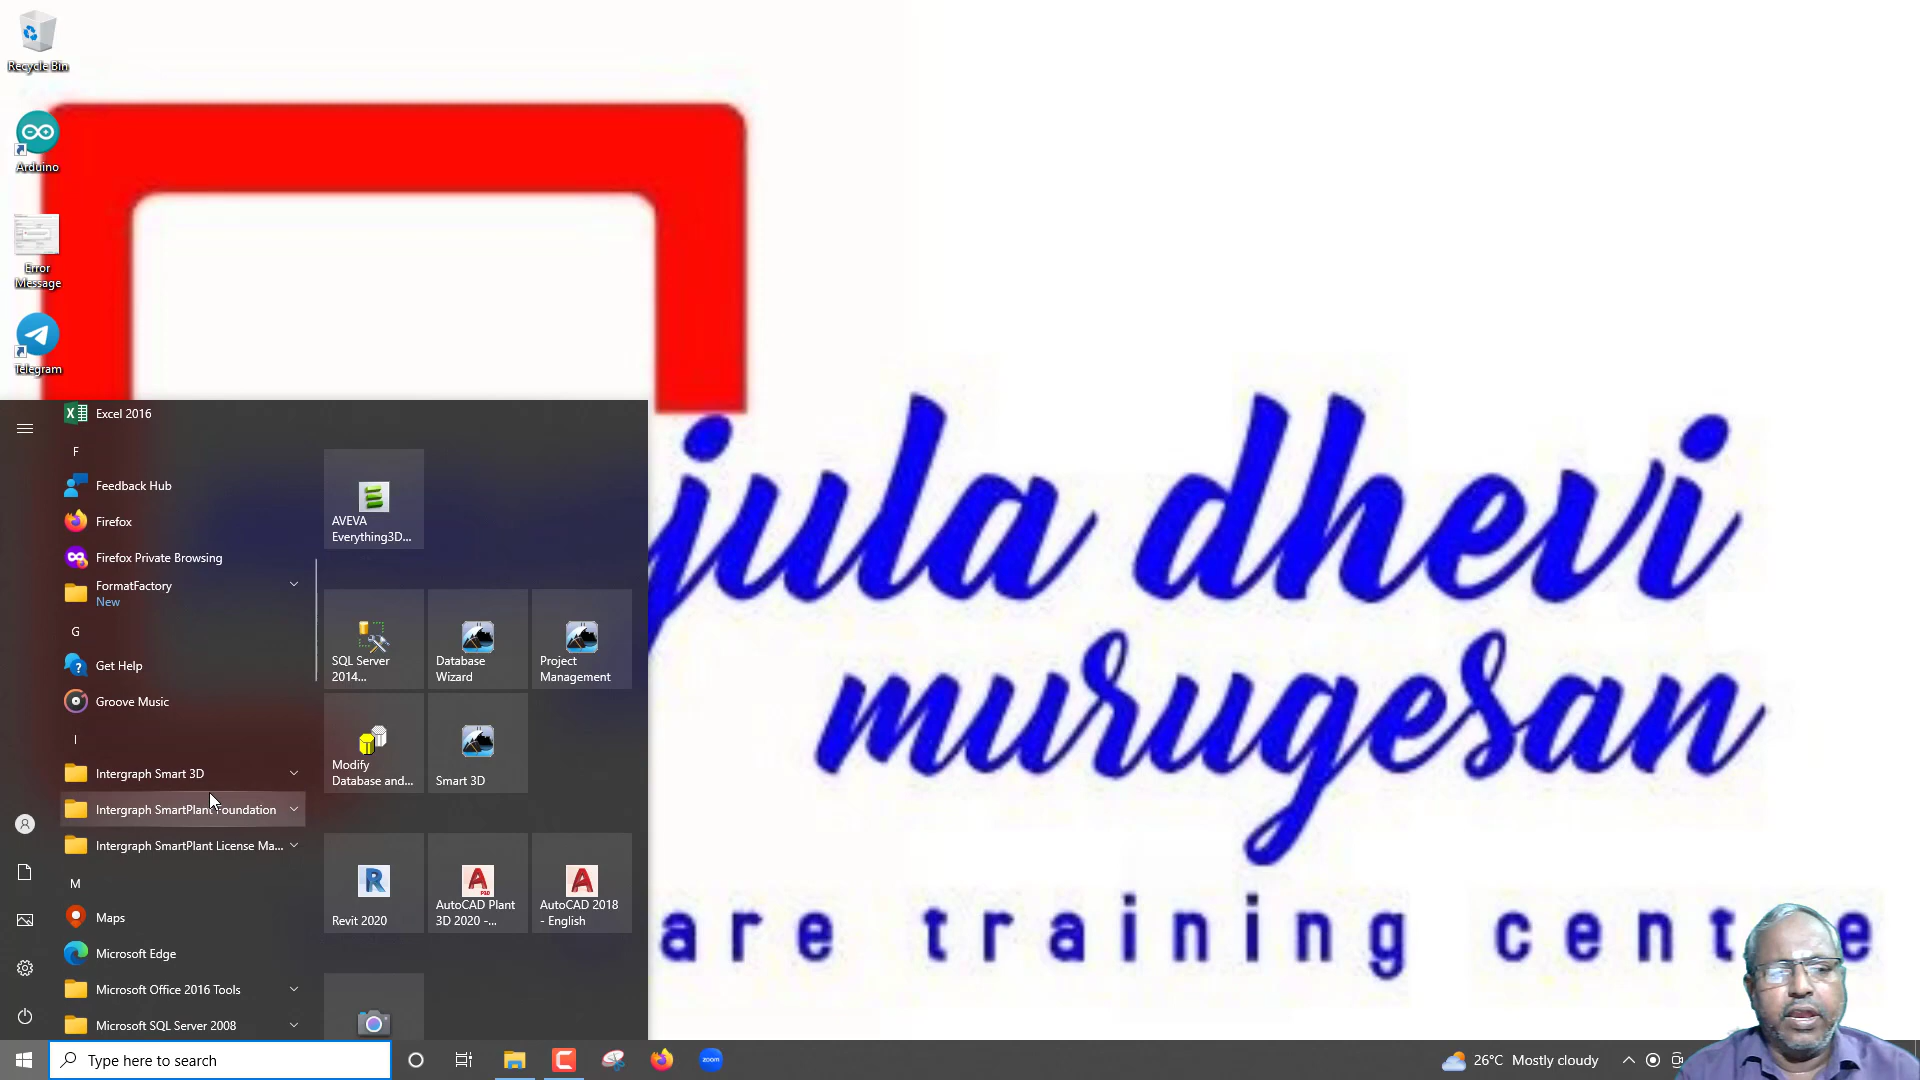 Recycle Bin
Arduino
Error
Message
Telegram
jula dhevi
murugesan
are training cent e
Excel 2016
F
Feedback Hub
Firefox
Firefox Private Browsing
FormatFactory
New
G
Get Help
Groove Music
I
Intergraph Smart 3D
Intergraph SmartPlant Foundation
Intergraph SmartPlant License Ma...
M
Maps
Microsoft Edge
Microsoft Office 2016 Tools
Microsoft SQL Server 2008
AVEVA
Everything3D...
SQL Server
2014...
Database
Wizard
Project
Management
Modify
Database and...
Smart 3D
Revit 2020
AutoCAD Plant
3D 2020 -...
AutoCAD 2018
- English
Type here to search
zoom
26°C Mostly cloudy